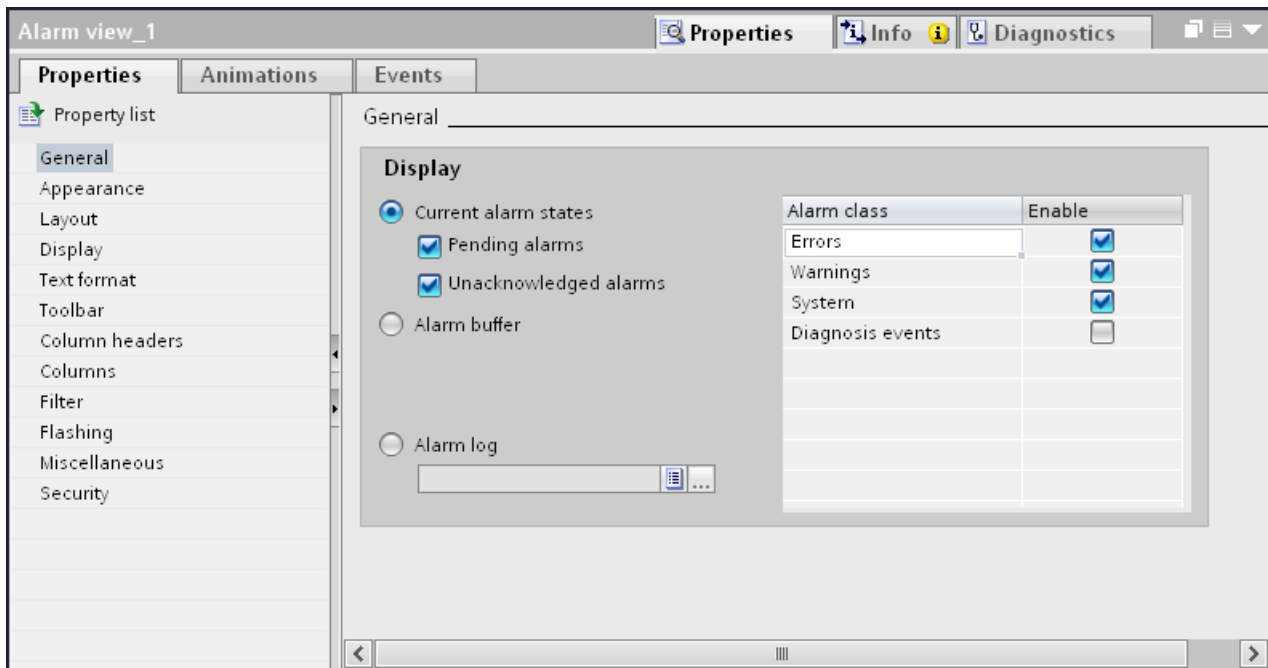 Alarm view_1
Properties
Info
Diagnostics
Properties
Animations
Events
Property list
General
Appearance
Layout
Display
Text format
Toolbar
Column headers
Columns
Filter
Flashing
Miscellaneous
Security
General
Display
Current alarm states
Pending alarms
Unacknowledged alarms
Alarm buffer
Alarm log
...
Alarm class Enable
Errors
Warnings
System
Diagnosis events